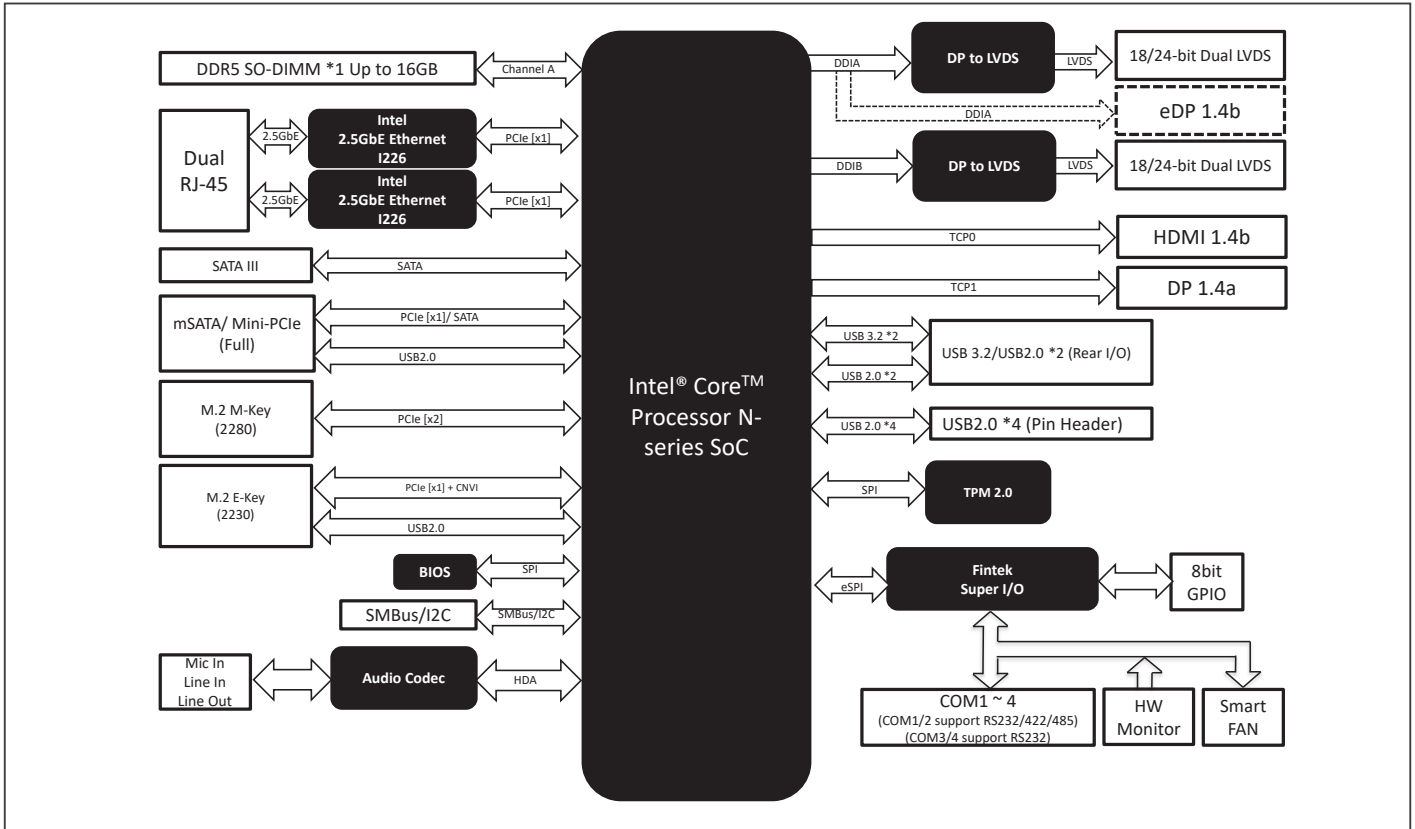 DDR5 SO-DIMM *1 Up to 16GB
Channel A
Dual
RJ-45
2.5GbE
Intel
2.5GbE Ethernet
I226
PCIe [x1]
2.5GbE
Intel
2.5GbE Ethernet
I226
PCIe [x1]
SATA III
SATA
mSATA/ Mini-PCIe
(Full)
PCIe [x1]/ SATA
USB2.0
M.2 M-Key
(2280)
PCIe [x2]
M.2 E-Key
(2230)
PCIe [x1] + CNVI
USB2.0
BIOS
SPI
SMBus/I2C
SMBus/I2C
Mic In
Line In
Line Out
Audio Codec
HDA
Intel® Core™
Processor N-
series SoC
DDIA
DP to LVDS
LVDS
18/24-bit Dual LVDS
DDIA
eDP 1.4b
DDIB
DP to LVDS
LVDS
18/24-bit Dual LVDS
TCP0
HDMI 1.4b
TCP1
DP 1.4a
USB 3.2 *2
USB 2.0 *2
USB 3.2/USB2.0 *2 (Rear I/O)
USB 2.0 *4
USB2.0 *4 (Pin Header)
SPI
TPM 2.0
eSPI
Fintek
Super I/O
8bit
GPIO
COM1 ~ 4
(COM1/2 support RS232/422/485)
(COM3/4 support RS232)
HW
Monitor
Smart
FAN